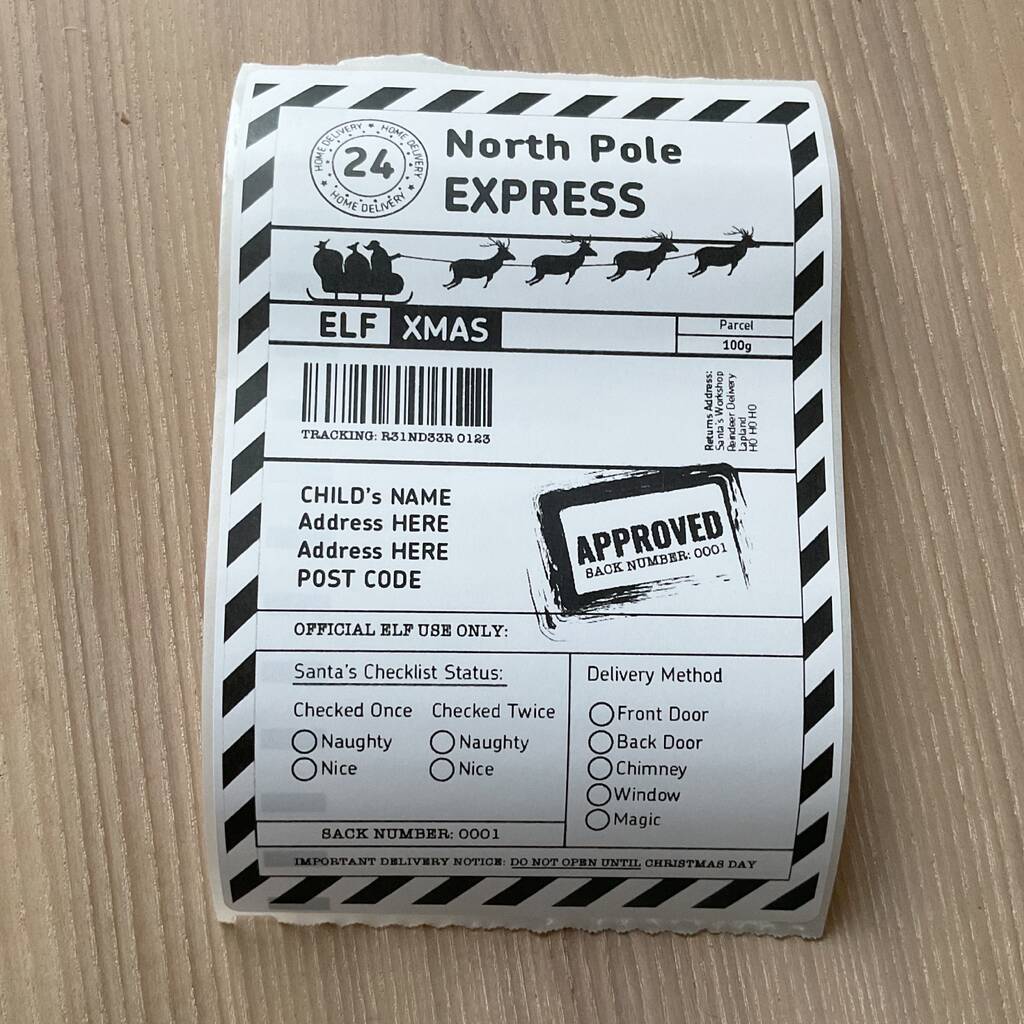 HOME DELIVERY ★ HOME DELIVERY ★ HOME DELIVERY ★
24
North Pole
EXPRESS
ELF XMAS
Parcel
100g
TRACKING: R31ND33R 0123
Returns Address:
Santa's Workshop
Reindeer Delivery
Lapland
HO HO HO
CHILD's NAME
Address HERE
Address HERE
POST CODE
APPROVED
SACK NUMBER: 0001
OFFICIAL ELF USE ONLY:
Santa's Checklist Status:
Checked Once Checked Twice
Naughty Naughty
Nice Nice
SACK NUMBER: 0001
Delivery Method
Front Door
Back Door
Chimney
Window
Magic
IMPORTANT DELIVERY NOTICE: DO NOT OPEN UNTIL CHRISTMAS DAY